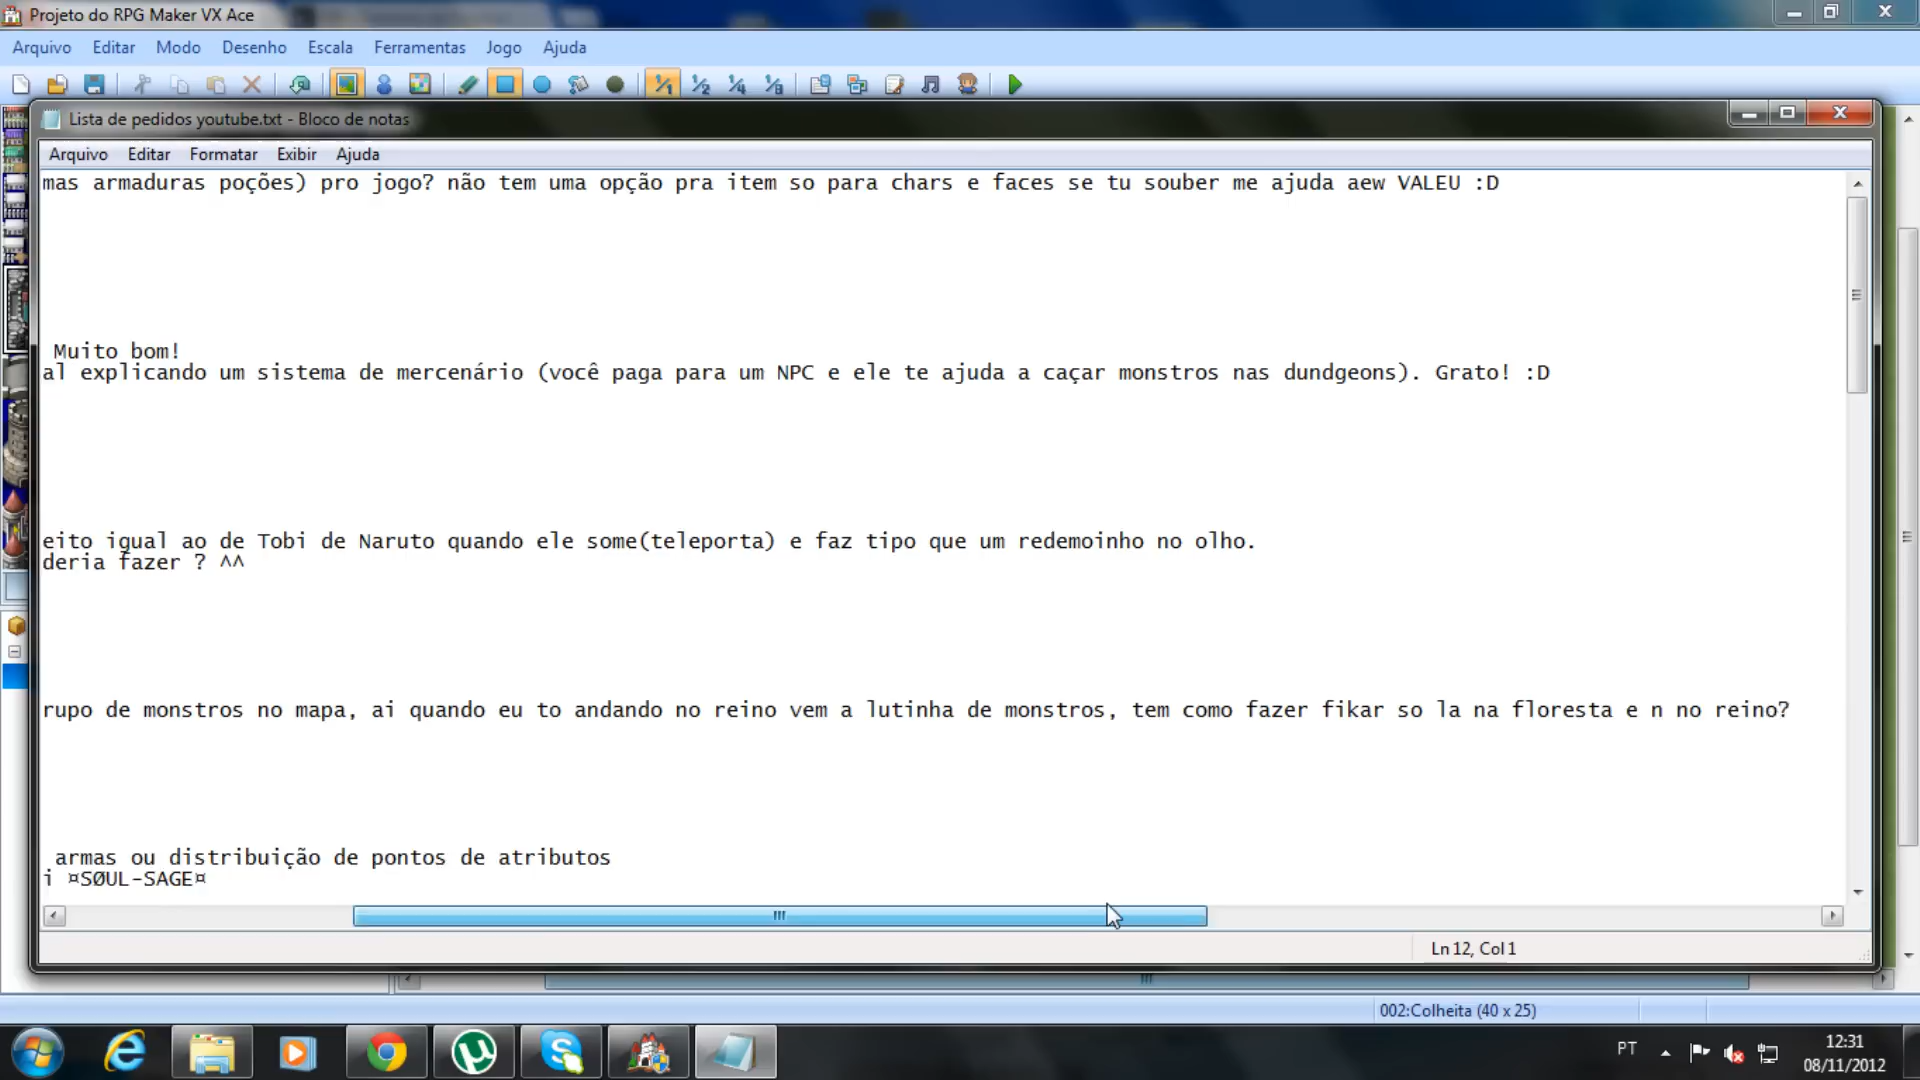 Projeto do RPG Maker VX Ace
Arquivo Editar Modo Desenho Escala Ferramentas Jogo Ajuda
Lista de pedidos youtube.txt - Bloco de notas
Arquivo Editar Formatar Exibir Ajuda
mas armaduras poções) pro jogo? não tem uma opção pra item so para chars e faces se tu souber me ajuda aew VALEU :D
Muito bom!
al explicando um sistema de mercenário (você paga para um NPC e ele te ajuda a caçar monstros nas dundgeons). Grato! :D
eito igual ao de Tobi de Naruto quando ele some(teleporta) e faz tipo que um redemoinho no olho.
deria fazer ? ^^
rupo de monstros no mapa, ai quando eu to andando no reino vem a lutinha de monstros, tem como fazer fikar so la na floresta e n no reino?
armas ou distribuição de pontos de atributos
i ¤SØUL-SAGE¤
Ln 12, Col 1
002:Colheita (40 x 25)
PT
12:31
08/11/2012